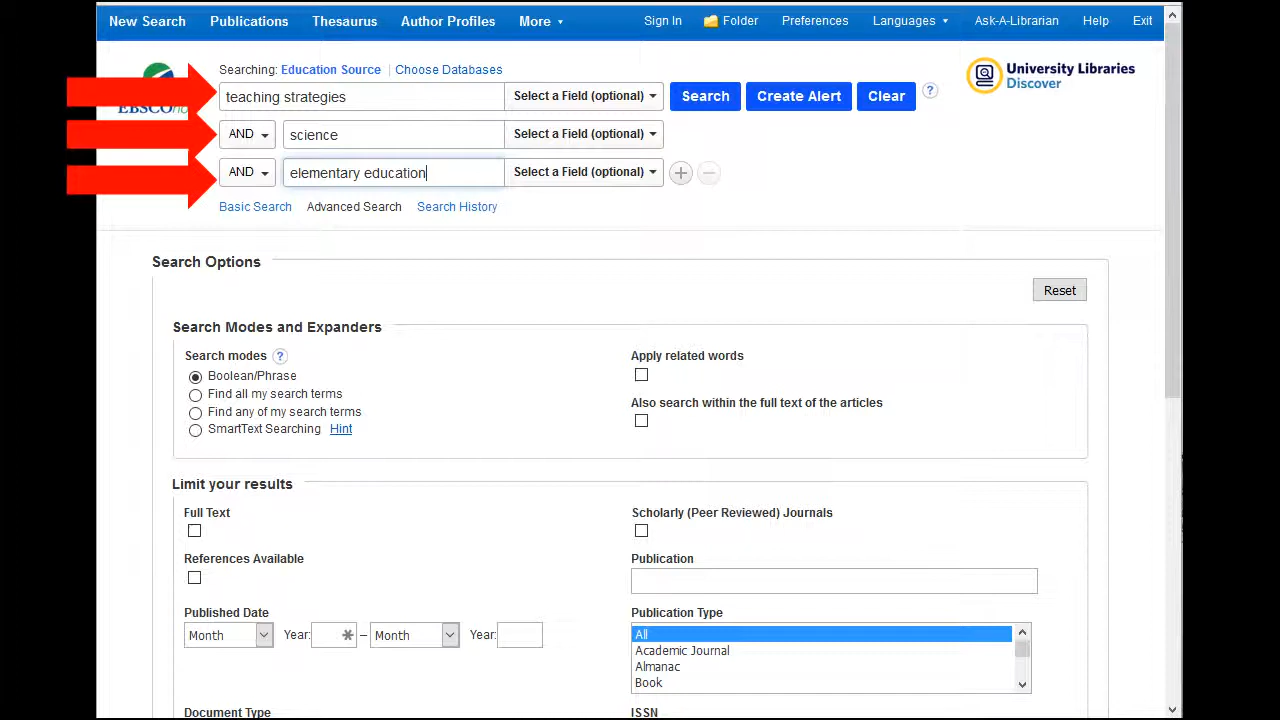 New Search Publications Thesaurus Author Profiles More Sign In Folder Preferences Languages Ask-A-Librarian Help Exit
Searching: Education Source Choose Databases
EBSCO
University Libraries
Discover
teaching strategies Select a Field (optional) Search Create Alert Clear ?
AND science Select a Field (optional)
AND elementary education Select a Field (optional)
Basic Search Advanced Search Search History
Search Options
Reset
Search Modes and Expanders
Search modes ?
Boolean/Phrase
Find all my search terms
Find any of my search terms
SmartText Searching Hint
Apply related words
Also search within the full text of the articles
Limit your results
Full Text
References Available
Published Date
Month Year: * – Month Year:
Document Type
Scholarly (Peer Reviewed) Journals
Publication
Publication Type
All
Academic Journal
Almanac
Book
ISSN